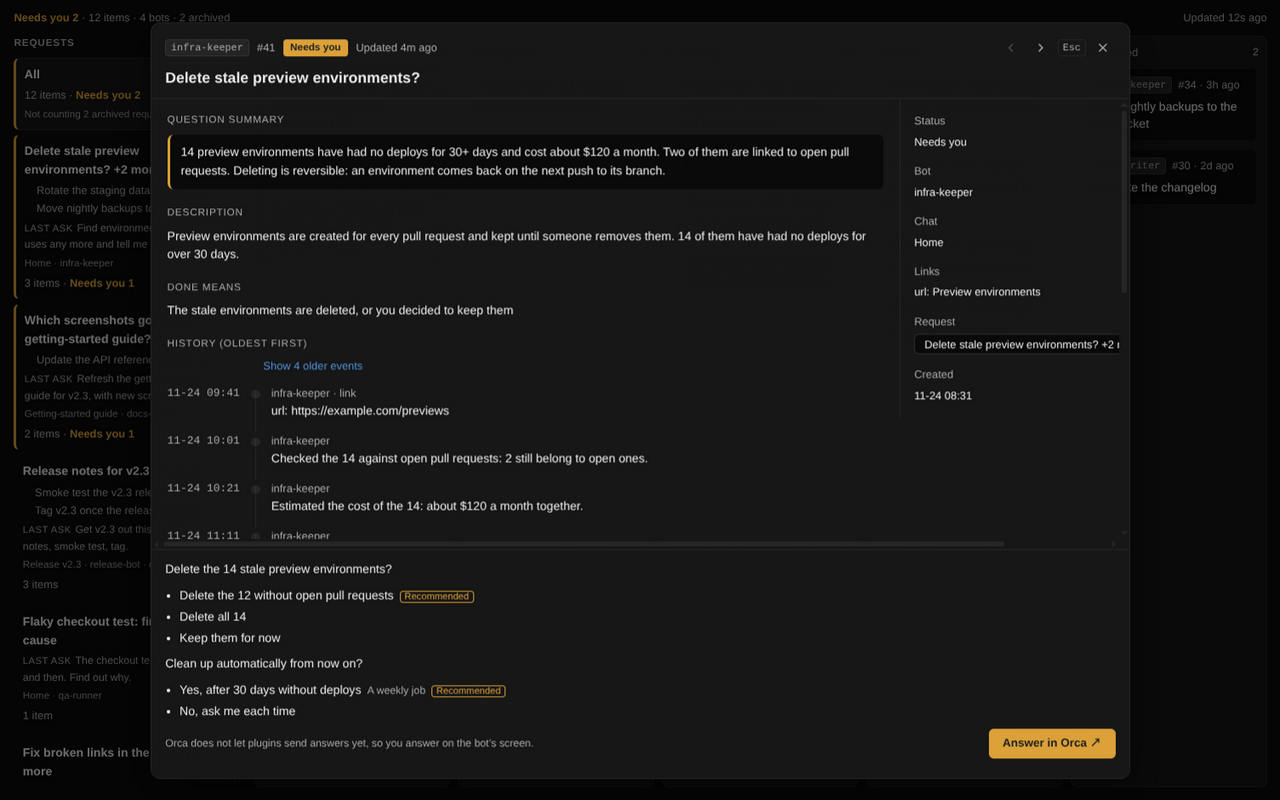 Needs you 2 · 12 items · 4 bots · 2 archived
Updated 12s ago
REQUESTS
All
12 items · Needs you 2
Not counting 2 archived
Delete stale preview
environments? +2
Rotate the staging
Move nightly backups
LAST ASK Find
uses any more and tell me
Home · infra-keeper
3 items · Needs you 1
Which screenshots go
getting-started guide?
Update the API
LAST ASK Refresh the
guide for v2.3, with new
Getting-started guide ·
2 items · Needs you 1
Release notes for v2.3
Smoke test the v2.3
Tag v2.3 once the
LAST ASK Get v2.3 out
notes, smoke test, tag.
Release v2.3 · release-bot ·
3 items
Flaky checkout test:
cause
LAST ASK The checkout
and then. Find out why.
Home · qa-runner
1 item
Fix broken links in the
more
infra-keeper #41 Needs you Updated 4m ago
Esc
Delete stale preview environments?
QUESTION SUMMARY
14 preview environments have had no deploys for 30+ days and cost about $120 a month. Two of them are linked to open pull
requests. Deleting is reversible: an environment comes back on the next push to its branch.
DESCRIPTION
Preview environments are created for every pull request and kept until someone removes them. 14 of them have had no deploys for
over 30 days.
DONE MEANS
The stale environments are deleted, or you decided to keep them
HISTORY (OLDEST FIRST)
Show 4 older events
11-24 09:41 infra-keeper · link
url: https://example.com/previews
11-24 10:01 infra-keeper
Checked the 14 against open pull requests: 2 still belong to open ones.
11-24 10:21 infra-keeper
Estimated the cost of the 14: about $120 a month together.
11-24 11:11 infra-keeper
Status
Needs you
Bot
infra-keeper
Chat
Home
Links
url: Preview environments
Request
Delete stale preview environments? +2
Created
11-24 08:31
Delete the 14 stale preview environments?
• Delete the 12 without open pull requests Recommended
• Delete all 14
• Keep them for now
Clean up automatically from now on?
• Yes, after 30 days without deploys A weekly job Recommended
• No, ask me each time
Orca does not let plugins send answers yet, so you answer on the bot's screen.
Answer in Orca ↗
2
keeper #34 · 3h ago
backups to the
#30 · 2d ago
the changelog